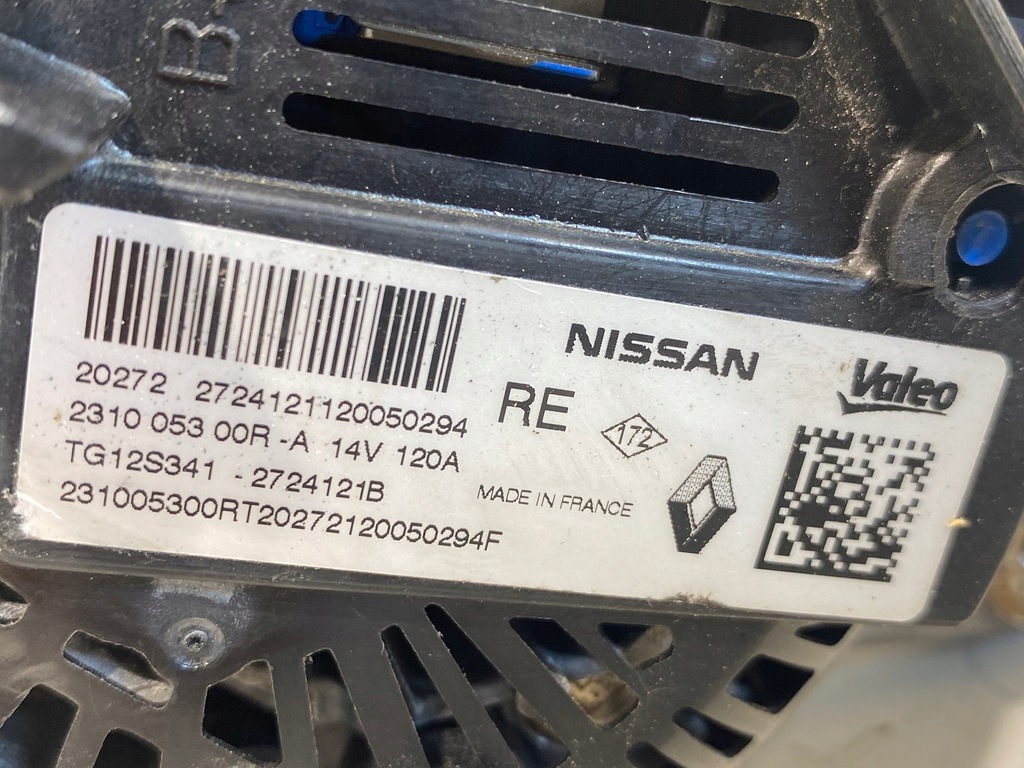 B+
20272 2724121120050294
2310 053 00R -A 14V 120A
TG12S341 - 2724121B
231005300RT20272120050294F
NISSAN
RE
172
MADE IN FRANCE
Valeo